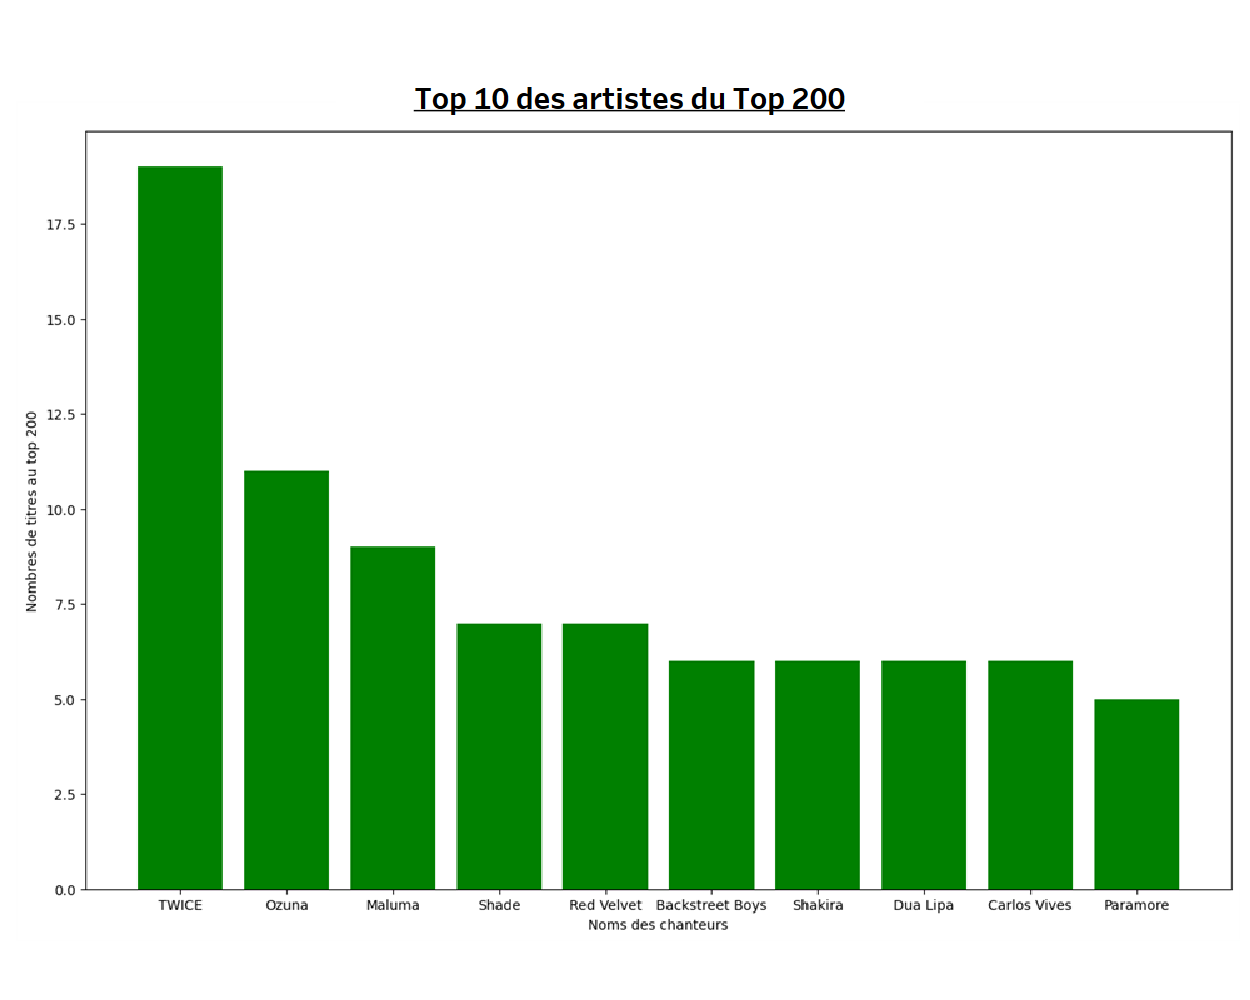 Top 10 des artistes du Top 200
17.5
15.0
12.5
10.0
7.5
5.0
2.5
0.0
Nombres de titres au top 200
TWICE Ozuna Maluma Shade Red Velvet Backstreet Boys Shakira Dua Lipa Carlos Vives Paramore
Noms des chanteurs